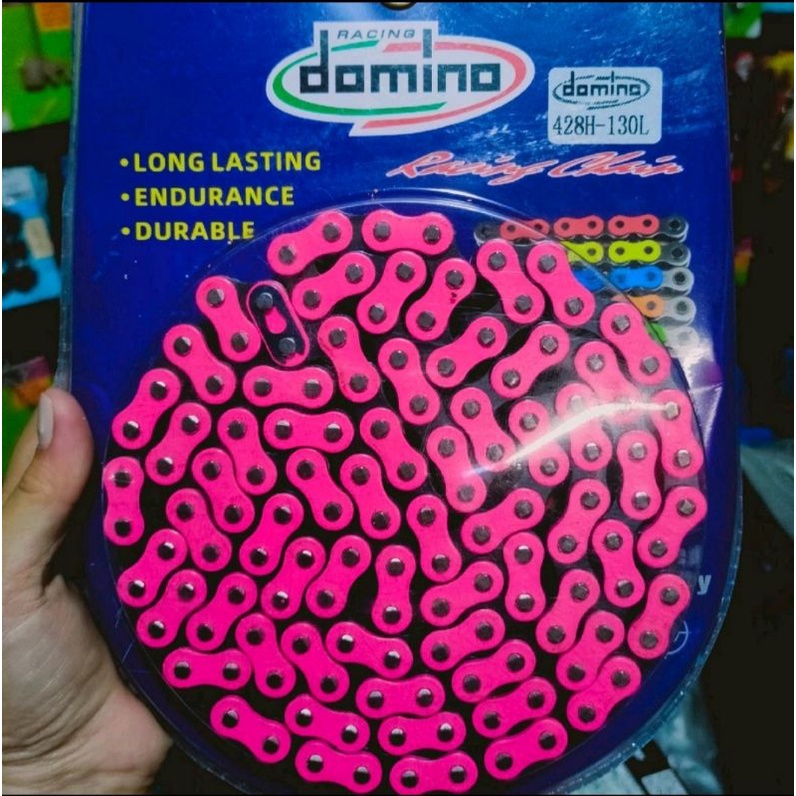 RACING
domino
domino
428H-130L
•LONG LASTING
•ENDURANCE
•DURABLE
Racing Chain